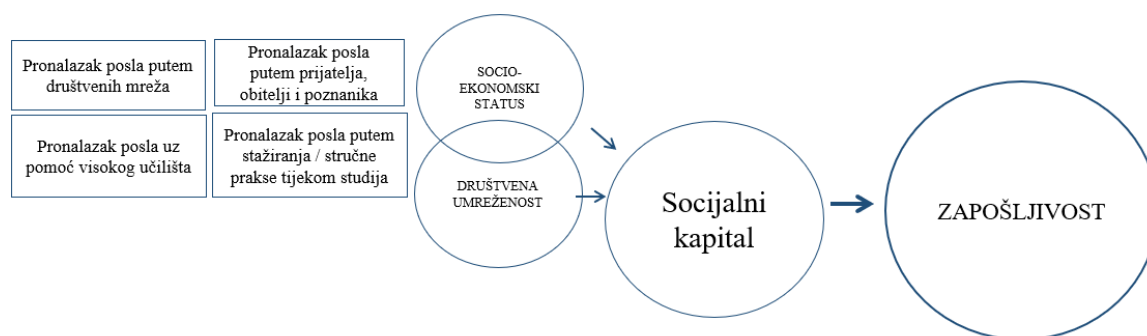 Pronalazak posla putem
društvenih mreža
Pronalazak posla
putem prijatelja,
obitelji i poznanika
Pronalazak posla uz
pomoć visokog učilišta
Pronalazak posla putem
stažiranja / stručne
prakse tijekom studija
SOCIO-
EKONOMSKI
STATUS
DRUŠTVENA
UMREŽENOST
Socijalni
kapital
ZAPOŠLJIVOST